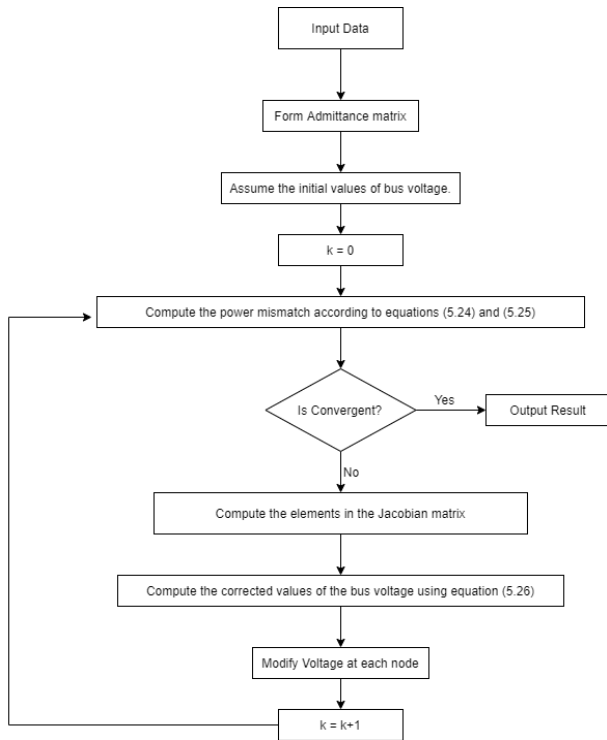 Input Data
Form Admittance matrix
Assume the initial values of bus voltage.
k = 0
Compute the power mismatch according to equations (5.24) and (5.25)
Is Convergent?
Yes
Output Result
No
Compute the elements in the Jacobian matrix
Compute the corrected values of the bus voltage using equation (5.26)
Modify Voltage at each node
k = k+1